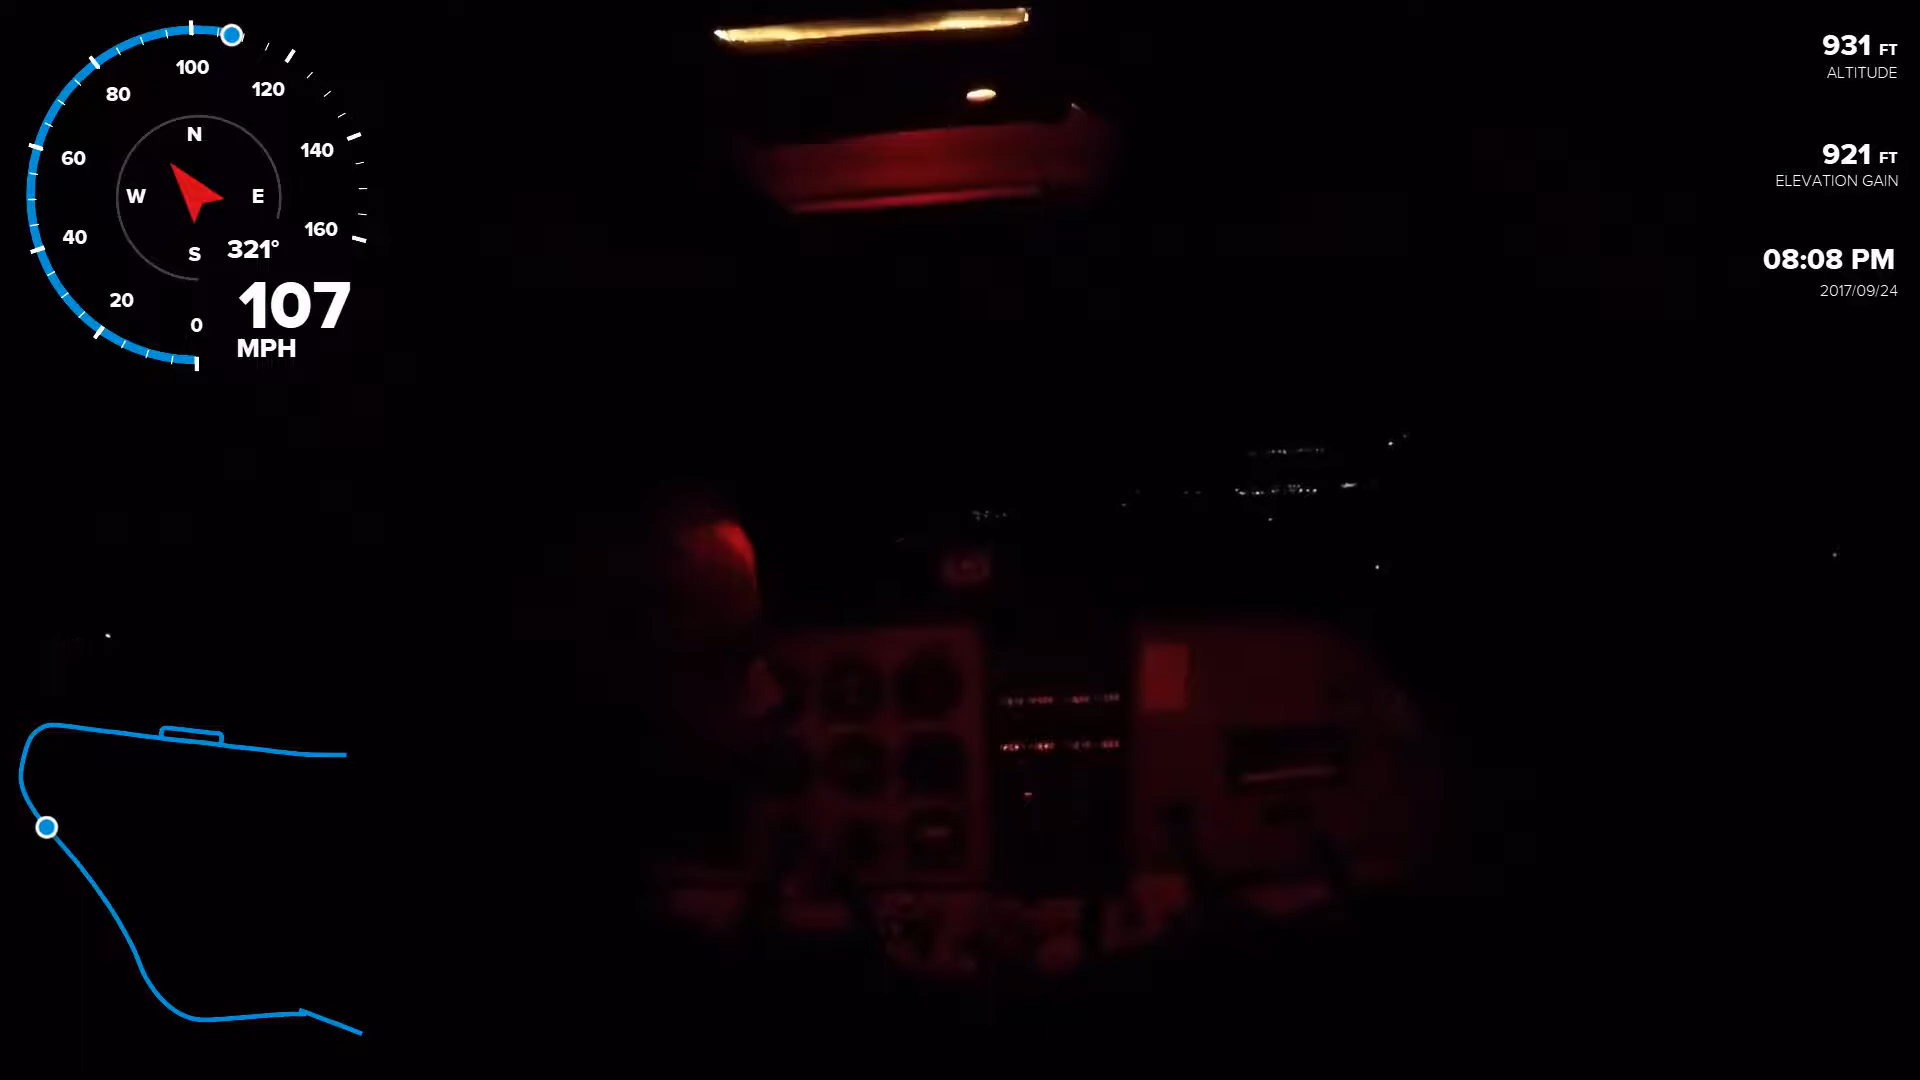 100
80
120
N
60
140
W
E
40
160
S
321°
20
107
0
MPH
931 FT
ALTITUDE
921 FT
ELEVATION GAIN
08:08 PM
2017/09/24